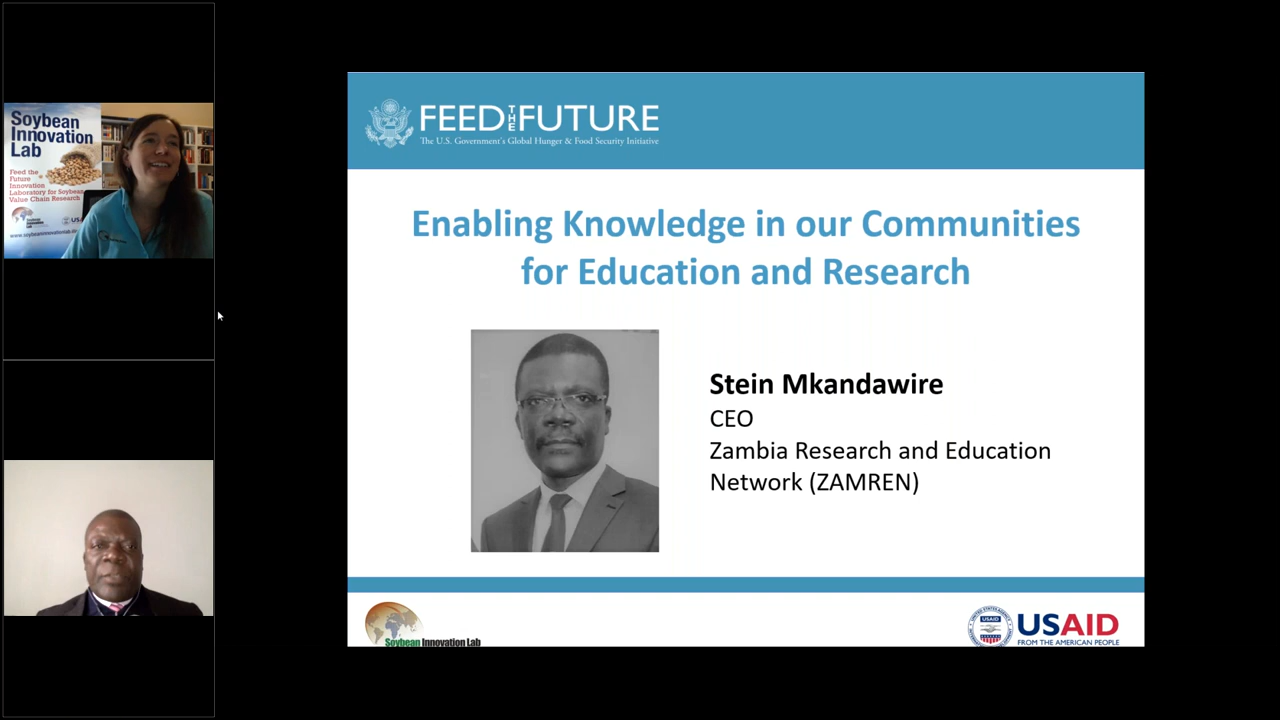 Soybean
Innovation
Lab
Feed the
Future
Innovation
Laboratory for Soybean
Value Chain Research
FEED THE FUTURE
The U.S. Government's Global Hunger & Food Security Initiative
Enabling Knowledge in our Communities
for Education and Research
Stein Mkandawire
CEO
Zambia Research and Education
Network (ZAMREN)
Soybean Innovation Lab
USAID
USAID
FROM THE AMERICAN PEOPLE